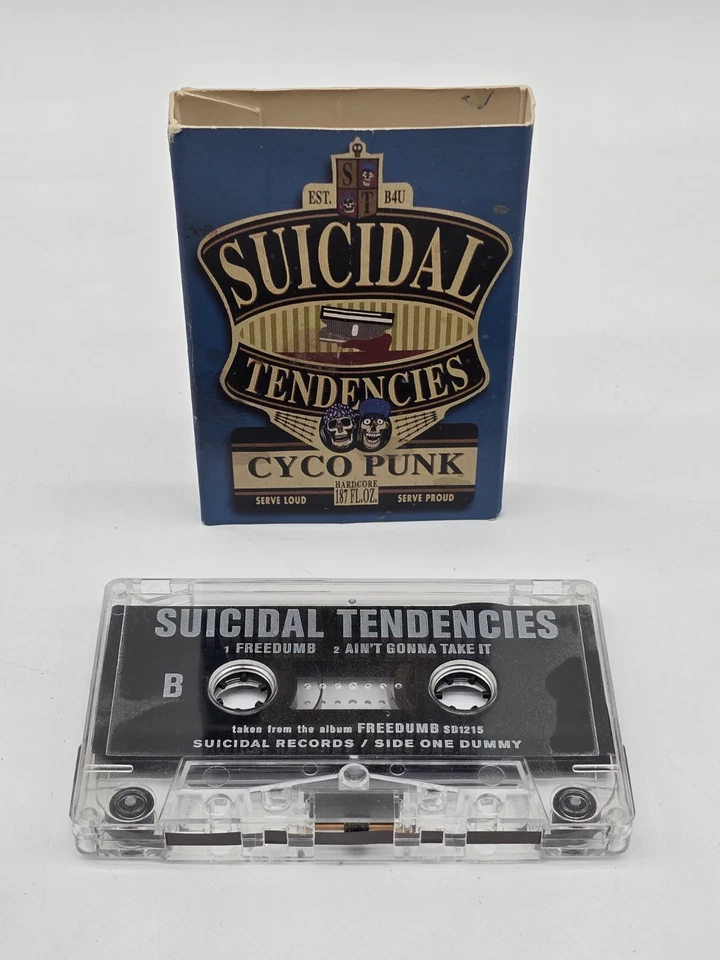 S
T
EST. B4U
SUICIDAL
TENDENCIES
CYCO PUNK
HARDCORE
SERVE LOUD 187 FL.OZ. SERVE PROUD
SUICIDAL TENDENCIES
1 FREEDUMB 2 AIN'T GONNA TAKE IT
B
taken from the album FREEDUMB SD1215
SUICIDAL RECORDS / SIDE ONE DUMMY